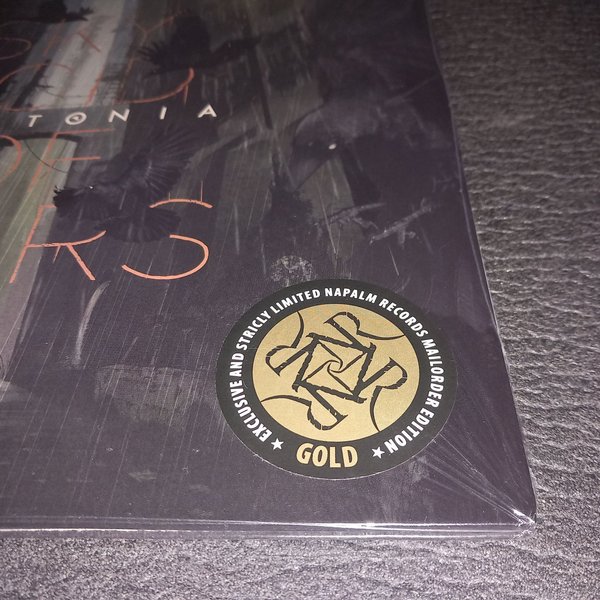 TONIA
RS
★ EXCLUSIVE AND STRICLY LIMITED NAPALM RECORDS MAILORDER EDITION ★
GOLD